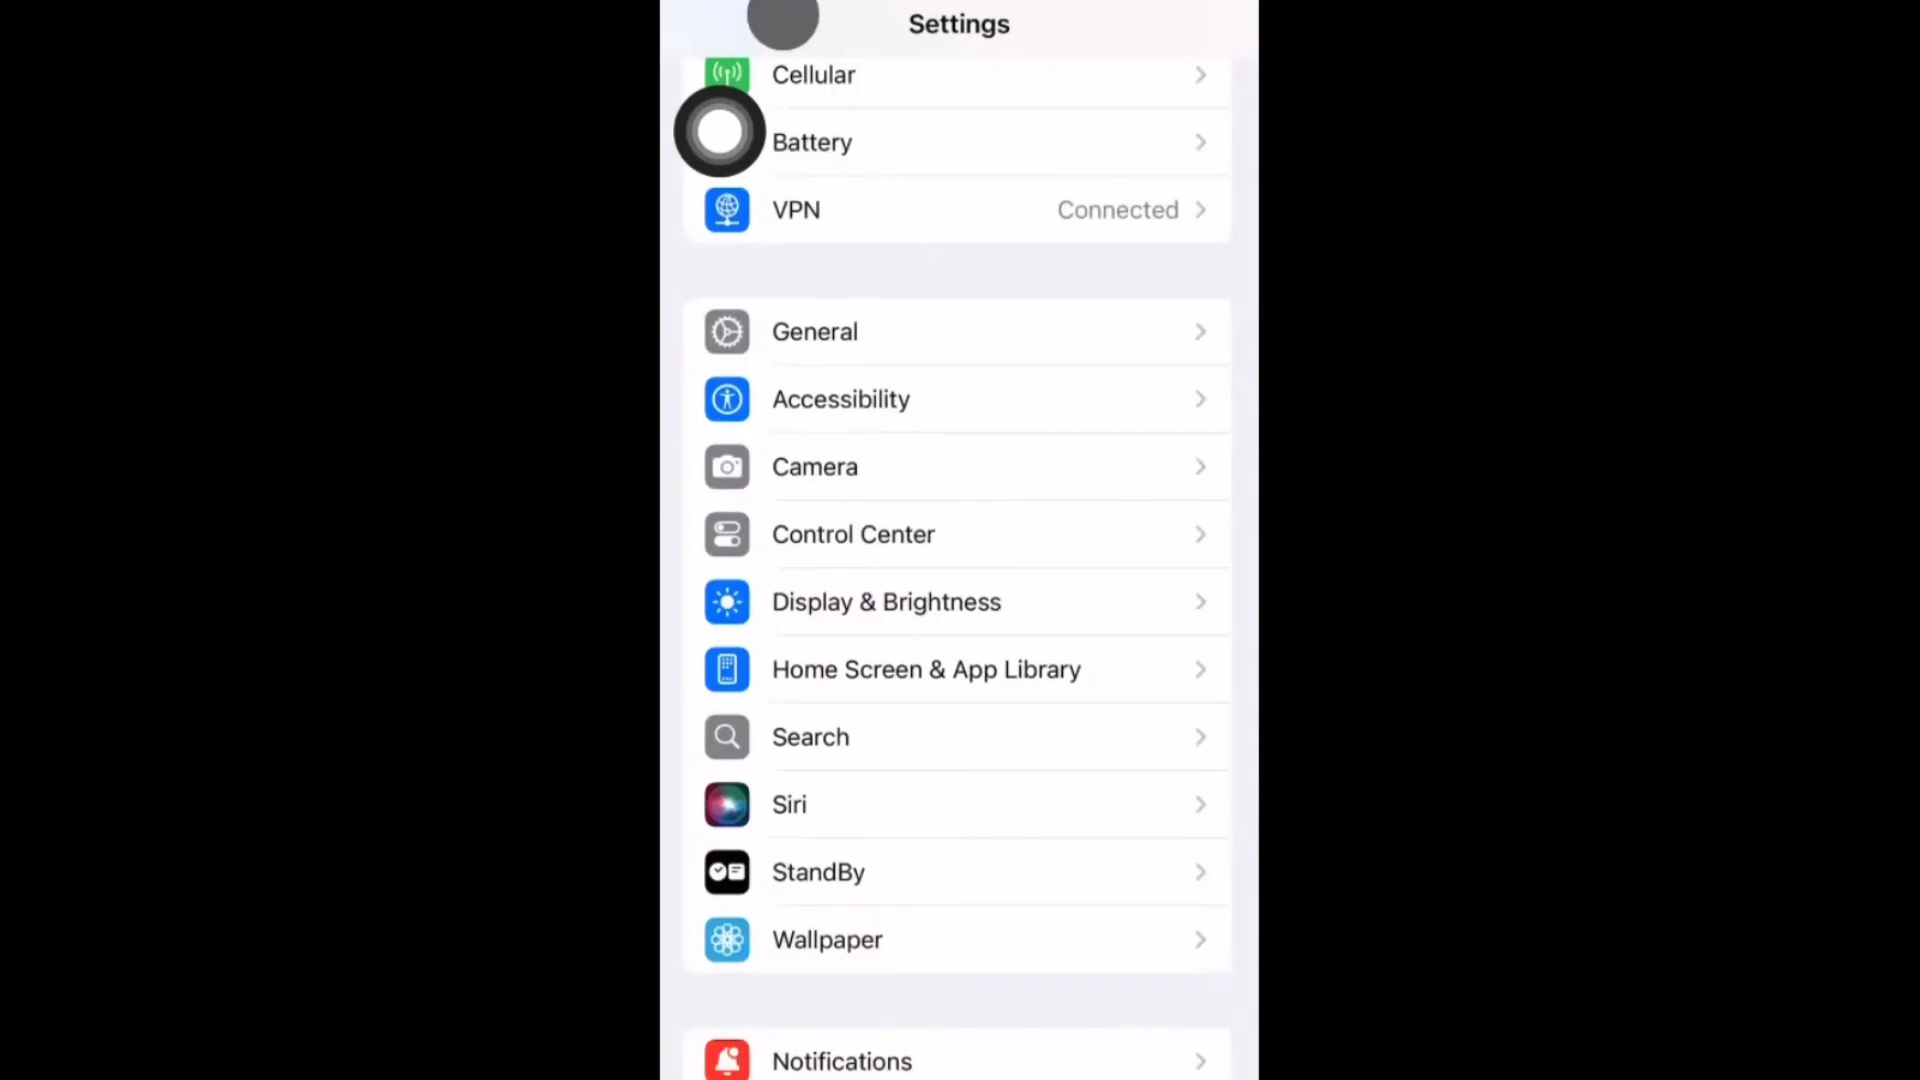 Settings
Cellular
Battery
VPN Connected
General
Accessibility
Camera
Control Center
Display & Brightness
Home Screen & App Library
Search
Siri
StandBy
Wallpaper
Notifications